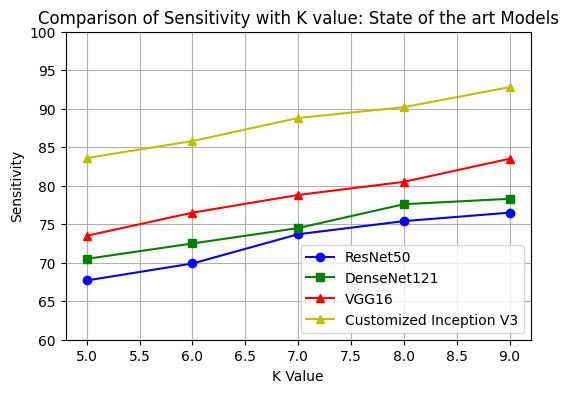 Comparison of Sensitivity with K value: State of the art Models
100
95
90
85
80
75
70
65
60
Sensitivity
5.0 5.5 6.0 6.5 7.0 7.5 8.0 8.5 9.0
K Value
ResNet50
DenseNet121
VGG16
Customized Inception V3